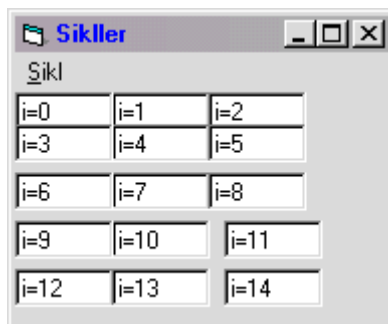 Sikller
Sikl
i=0 i=1 i=2
i=3 i=4 i=5
i=6 i=7 i=8
i=9 i=10 i=11
i=12 i=13 i=14